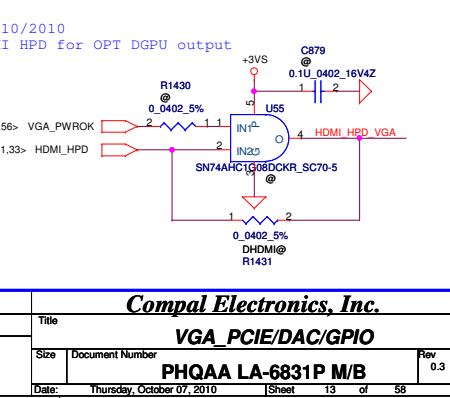 10/2010
I HPD for OPT DGPU output
C879
@
+3VS
0.1U_0402_16V4Z
1 2
R1430
@
0_0402_5%
5
U55
,56> VGA_PWROK
2 1 1
IN1
P
O
4
HDMI_HPD_VGA
1,33> HDMI_HPD
2
IN2
G
SN74AHC1G08DCKR_SC70-5
3
@
1 2
0_0402_5%
DHDMI@
R1431
Compal Electronics, Inc.
Title
VGA_PCIE/DAC/GPIO
Size Document Number Rev
PHQAA LA-6831P M/B 0.3
Date: Thursday, October 07, 2010 Sheet 13 of 58